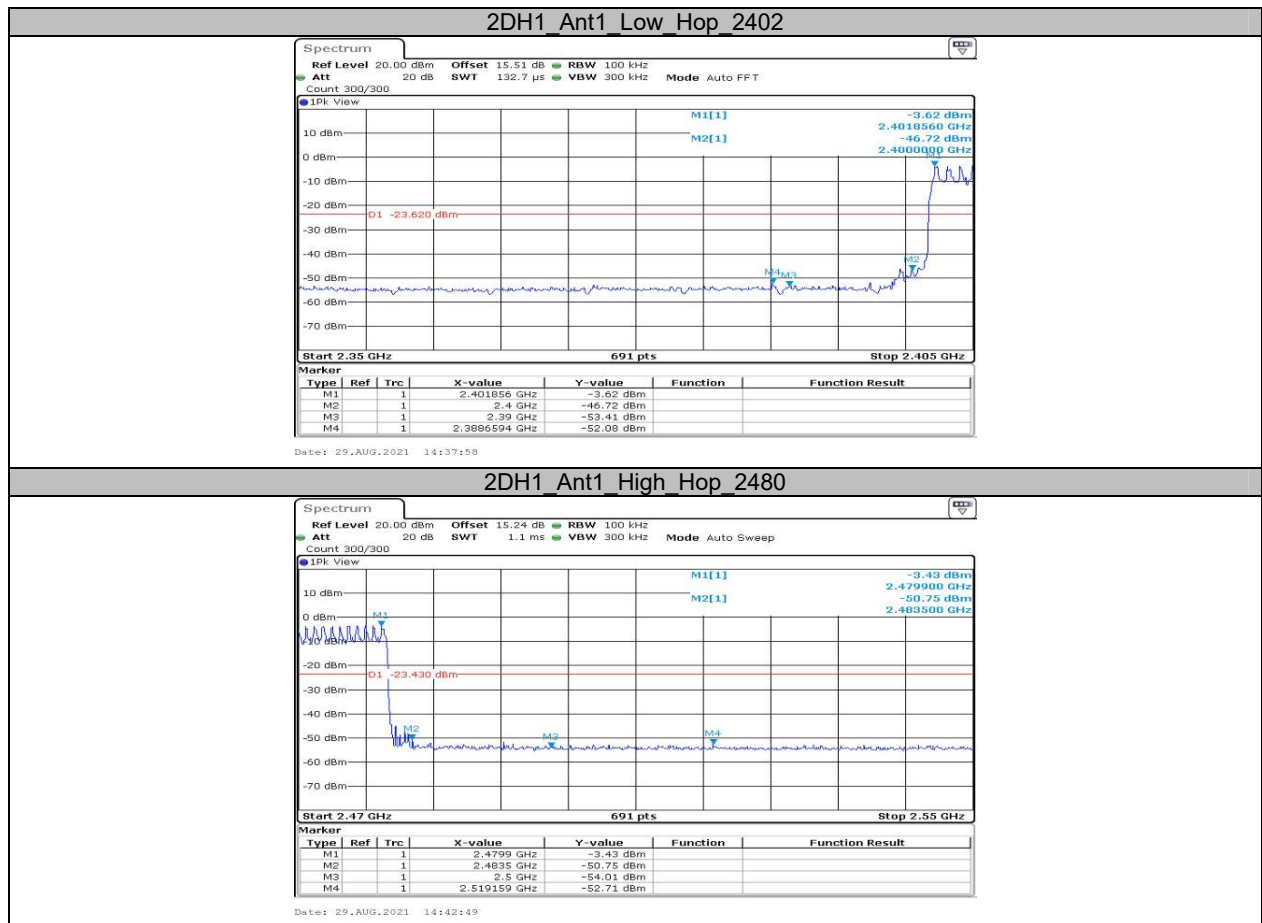 2DH1_Ant1_Low_Hop_2402
Spectrum
Ref Level 20.00 dBm Offset 15.51 dB RBW 100 kHz
Att 20 dB SWT 132.7 µs VBW 300 kHz Mode Auto FFT
Count 300/300
1Pk View
M1[1] -3.62 dBm
2.4018560 GHz
10 dBm
M2[1] -46.72 dBm
2.4000000 GHz
0 dBm
M1
-10 dBm
-20 dBm
D1 -23.620 dBm
-30 dBm
-40 dBm
M2
-50 dBm
M4 M3
-60 dBm
-70 dBm
Start 2.35 GHz 691 pts Stop 2.405 GHz
Marker
Type Ref Trc X-value Y-value Function Function Result
M1 1 2.401856 GHz -3.62 dBm
M2 1 2.4 GHz -46.72 dBm
M3 1 2.39 GHz -53.41 dBm
M4 1 2.3886594 GHz -52.08 dBm
Date: 29.AUG.2021 14:37:58
2DH1_Ant1_High_Hop_2480
Spectrum
Ref Level 20.00 dBm Offset 15.24 dB RBW 100 kHz
Att 20 dB SWT 1.1 ms VBW 300 kHz Mode Auto Sweep
Count 300/300
1Pk View
M1[1] -3.43 dBm
2.479900 GHz
10 dBm
M2[1] -50.75 dBm
2.483500 GHz
0 dBm
M1
-10 dBm
-20 dBm
D1 -23.430 dBm
-30 dBm
-40 dBm
M2
-50 dBm
M3 M4
-60 dBm
-70 dBm
Start 2.47 GHz 691 pts Stop 2.55 GHz
Marker
Type Ref Trc X-value Y-value Function Function Result
M1 1 2.4799 GHz -3.43 dBm
M2 1 2.4835 GHz -50.75 dBm
M3 1 2.5 GHz -54.01 dBm
M4 1 2.519159 GHz -52.71 dBm
Date: 29.AUG.2021 14:42:49